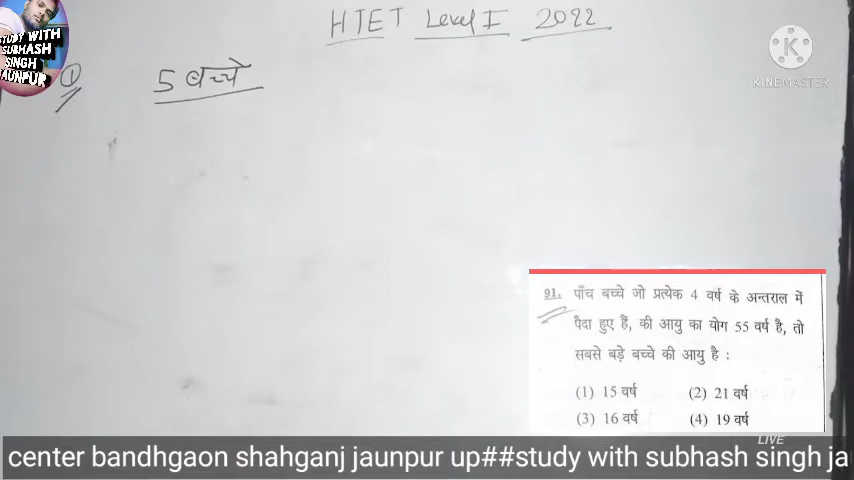 HTET Level I 2022
STUDY WITH
SUBHASH
SINGH
JAUNPUR
① 5 बच्चे
KINEMASTER
91. पाँच बच्चे जो प्रत्येक 4 वर्ष के अन्तराल में
पैदा हुए हैं, की आयु का योग 55 वर्ष है, तो
सबसे बड़े बच्चे की आयु है :
(1) 15 वर्ष (2) 21 वर्ष
(3) 16 वर्ष (4) 19 वर्ष
LIVE
center bandhgaon shahganj jaunpur up##study with subhash singh ja